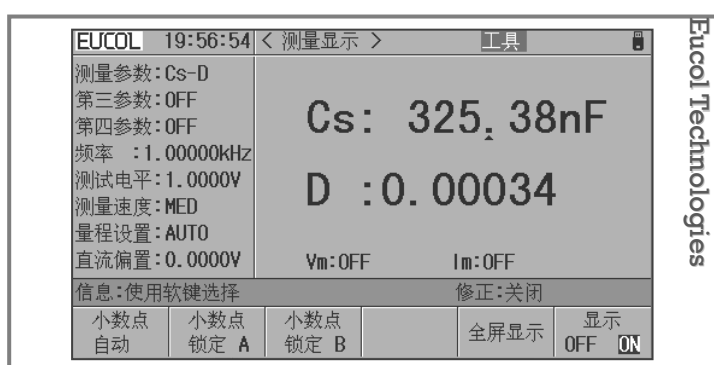 EUCOL 19:56:54 < 测量显示 > 工具
测量参数:Cs-D
第三参数:OFF
第四参数:OFF
频率 :1.00000kHz
测试电平:1.0000V
测量速度:MED
量程设置:AUTO
直流偏置:0.0000V
Cs: 325.38nF
D :0.00034
Vm:OFF Im:OFF
信息:使用软键选择 修正:关闭
小数点 自动
小数点 锁定 A
小数点 锁定 B
全屏显示
显示 OFF ON
Eucol Technologies